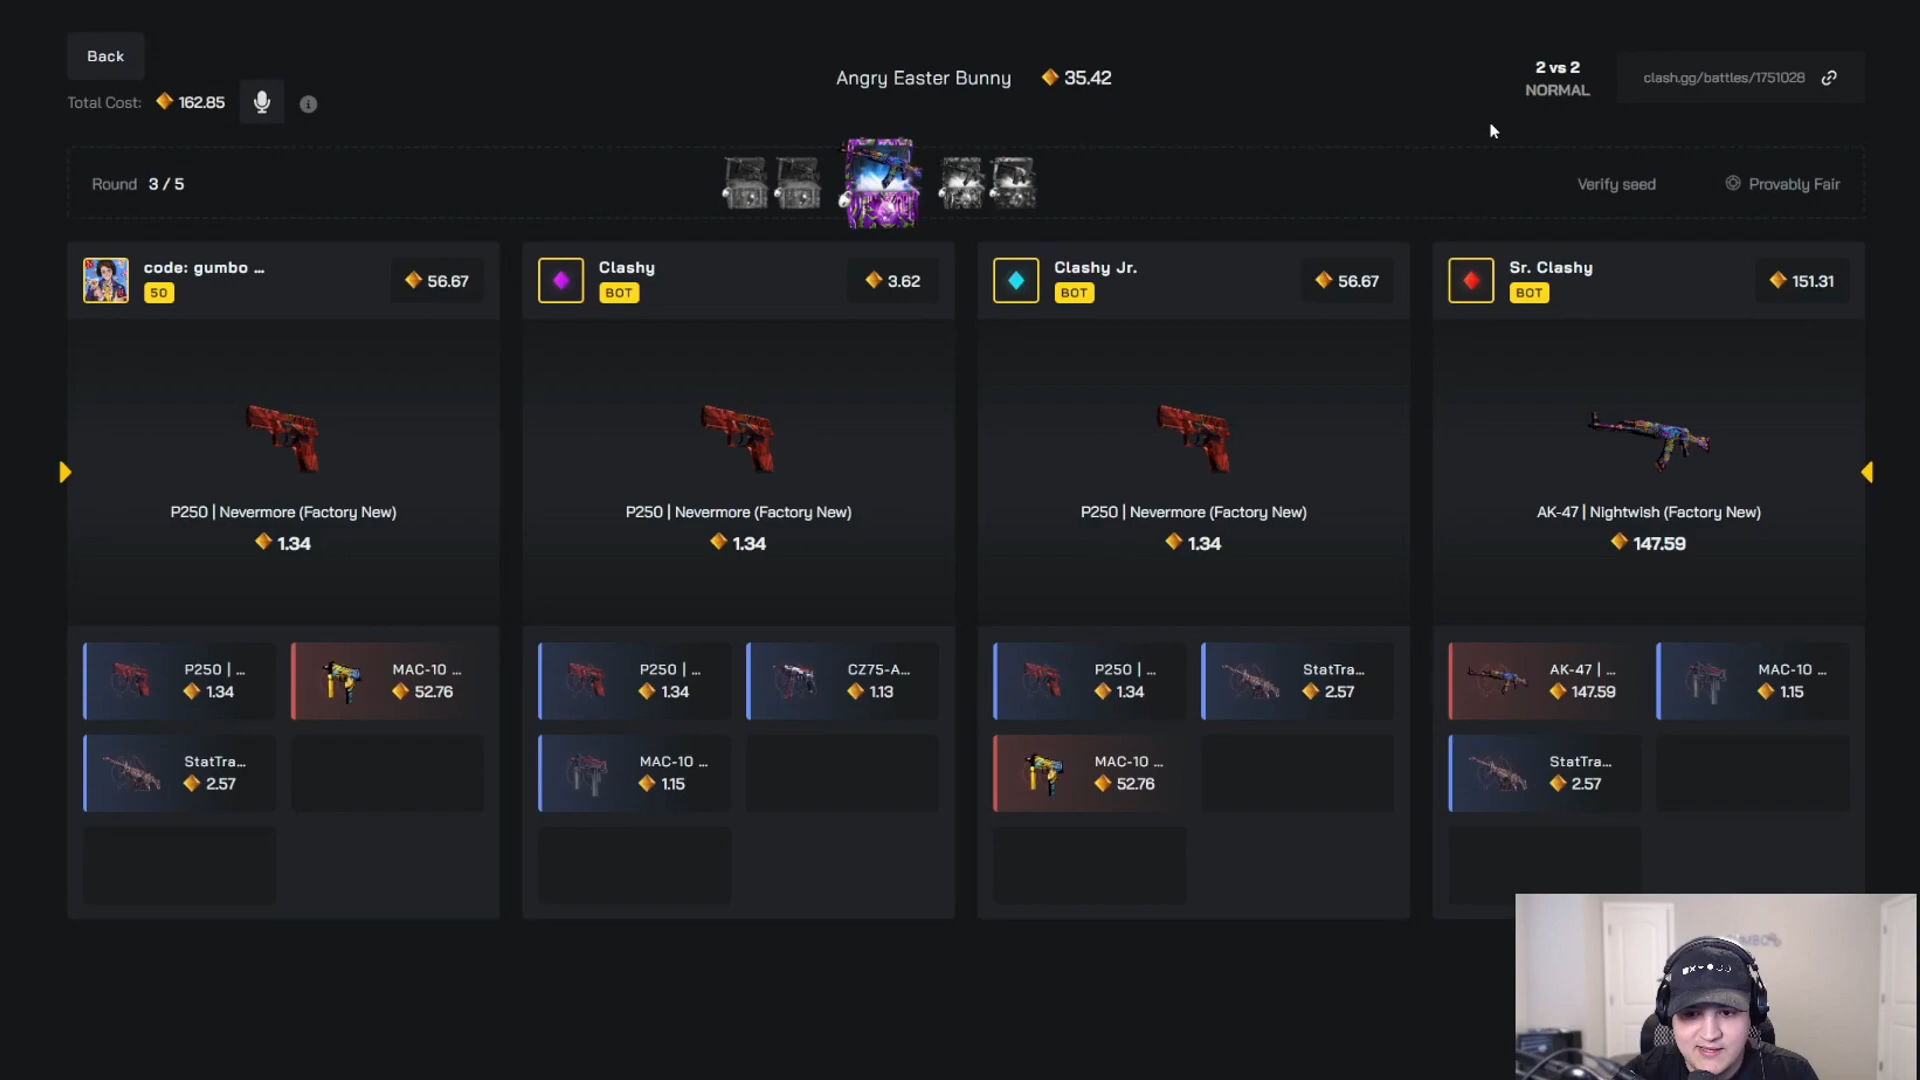 Back
Total Cost: 162.85
Angry Easter Bunny 35.42
2 vs 2
NORMAL
clash.gg/battles/1751028
Round 3 / 5
Verify seed
Provably Fair
code: gumbo ...
50
56.67
Clashy
BOT
3.62
Clashy Jr.
BOT
56.67
Sr. Clashy
BOT
151.31
P250 | Nevermore (Factory New)
1.34
P250 | Nevermore (Factory New)
1.34
P250 | Nevermore (Factory New)
1.34
AK-47 | Nightwish (Factory New)
147.59
P250 | ...
1.34
MAC-10 ...
52.76
StatTra...
2.57
P250 | ...
1.34
CZ75-A...
1.13
MAC-10 ...
1.15
P250 | ...
1.34
StatTra...
2.57
MAC-10 ...
52.76
AK-47 | ...
147.59
MAC-10 ...
1.15
StatTra...
2.57